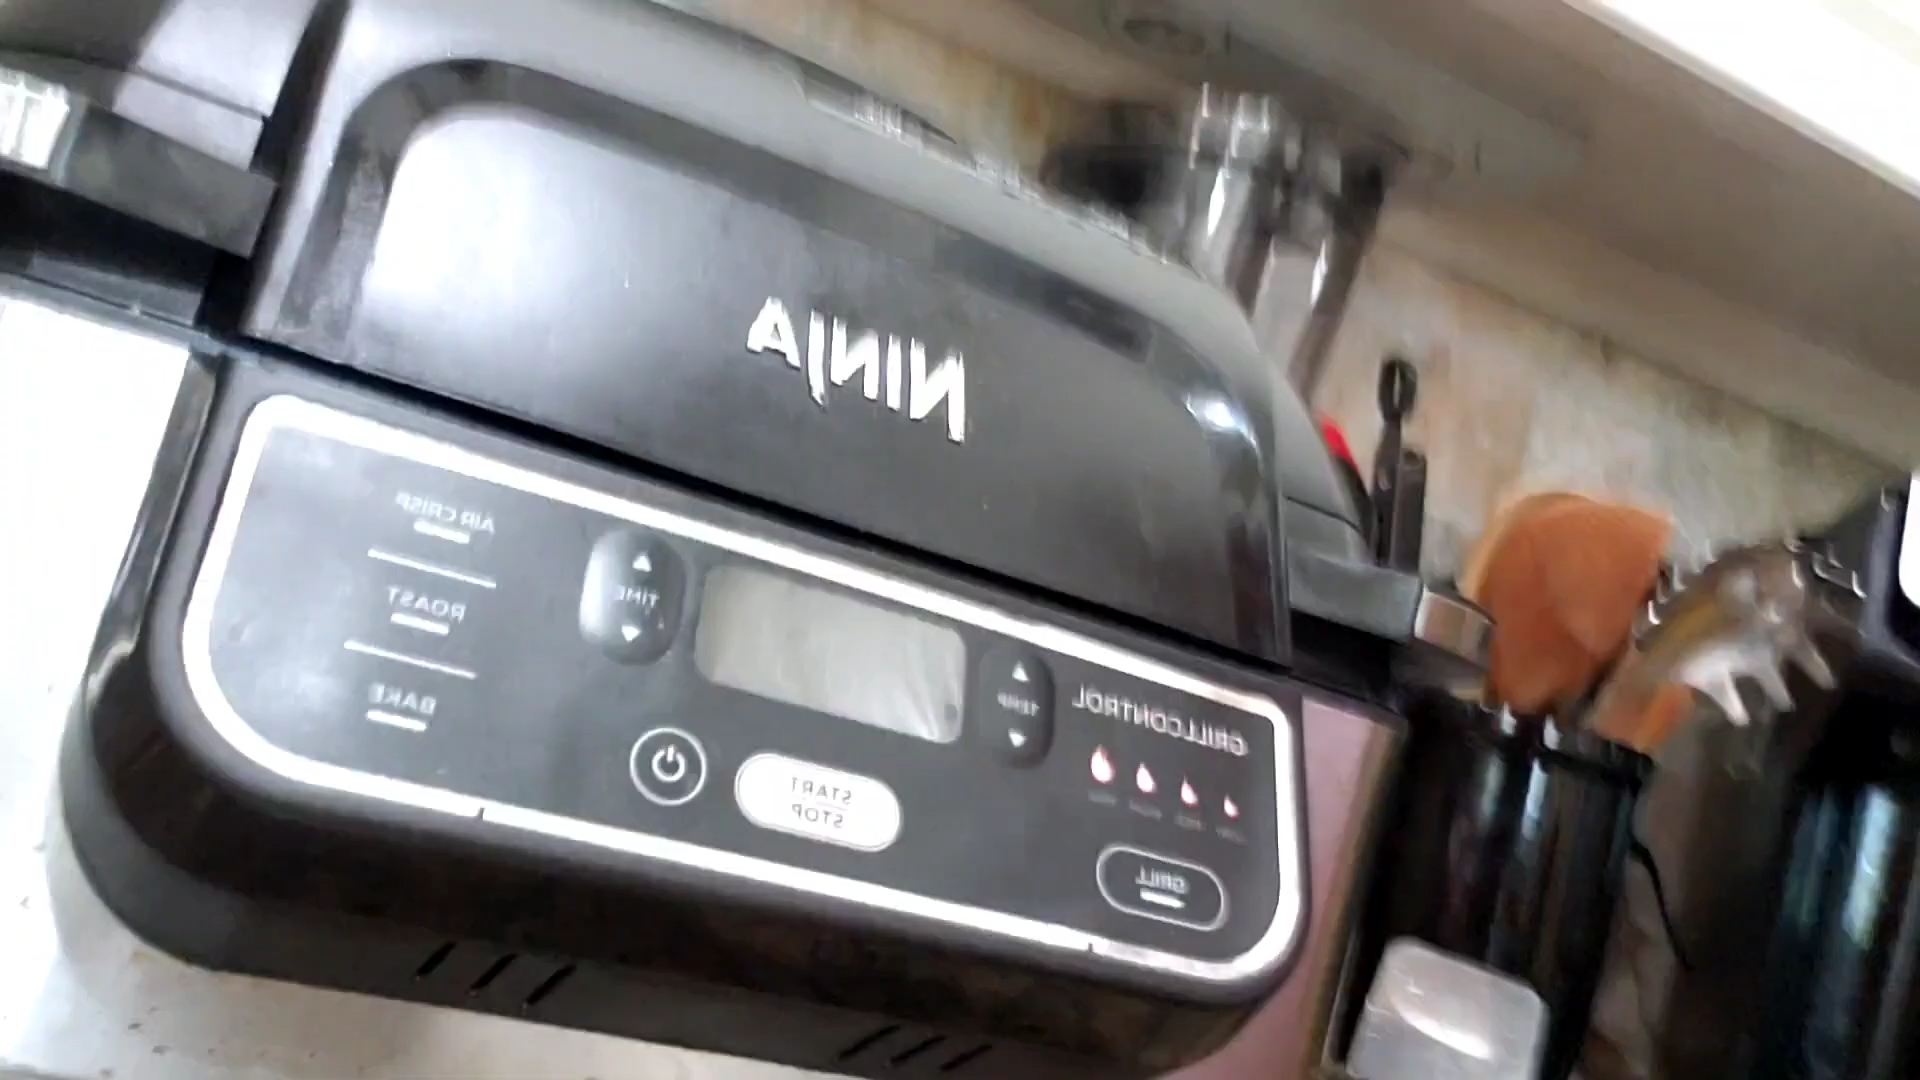 NINJA
AIR CRISP
ROAST
BAKE
TIME
TEMP
START
STOP
GRILLCONTROL
GRILL